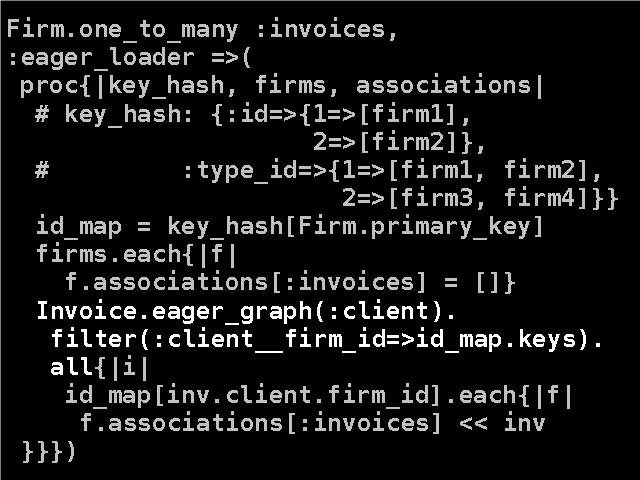 Firm.one_to_many :invoices,
:eager_loader =>(
 proc{|key_hash, firms, associations|
  # key_hash: {:id=>{1=>[firm1],
                     2=>[firm2]},
  #         :type_id=>{1=>[firm1, firm2],
                       2=>[firm3, firm4]}}
  id_map = key_hash[Firm.primary_key]
  firms.each{|f|
    f.associations[:invoices] = []}
  Invoice.eager_graph(:client).
   filter(:client__firm_id=>id_map.keys).
   all{|i|
    id_map[inv.client.firm_id].each{|f|
     f.associations[:invoices] << inv
 }}})